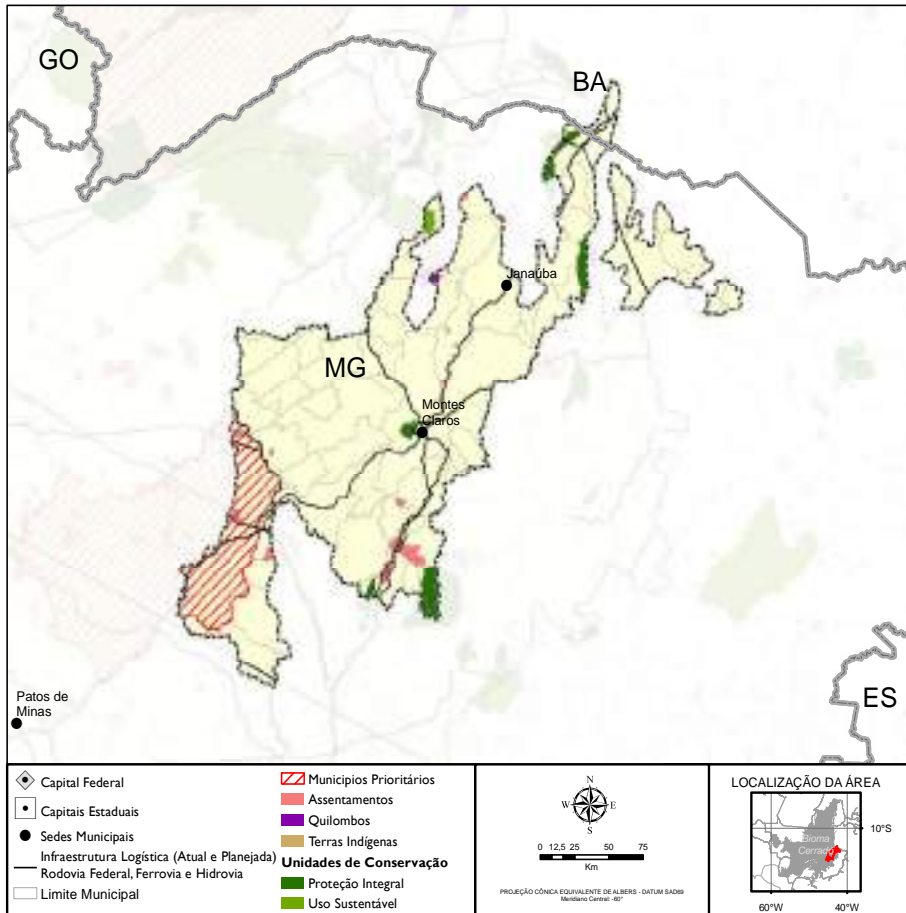 GO
BA
Janaúba
MG
Montes
Claros
Patos de
Minas
ES
Capital Federal
Capitais Estaduais
Sedes Municipais
Infraestrutura Logística (Atual e Planejada)
Rodovia Federal, Ferrovia e Hidrovia
Limite Municipal
Municipios Prioritários
Assentamentos
Quilombos
Terras Indígenas
Unidades de Conservação
Proteção Integral
Uso Sustentável
N
W E
S
0 12,5 25 50 75
Km
PROJEÇÃO CÔNICA EQUIVALENTE DE ALBERS - DATUM SAD69
Meridiano Central: -60°
LOCALIZAÇÃO DA ÁREA
Bioma
Cerrado
10°S
60°W 40°W